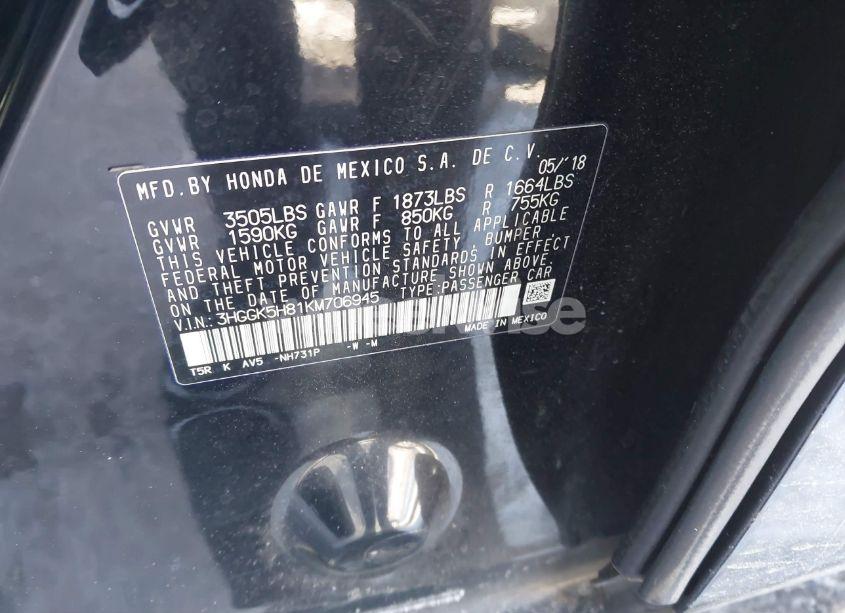 MFD.BY HONDA DE MEXICO S.A. DE C.V. 05/'18
GVWR 3505LBS GAWR F 1873LBS R 1664LBS
GVWR 1590KG GAWR F 850KG R 755KG
THIS VEHICLE CONFORMS TO ALL APPLICABLE
FEDERAL MOTOR VEHICLE SAFETY, BUMPER,
AND THEFT PREVENTION STANDARDS IN EFFECT
ON THE DATE OF MANUFACTURE SHOWN ABOVE.
V.I.N.: 3HGGK5H81KM706945 TYPE:PASSENGER CAR
MADE IN MEXICO
T5R K AV5 -NH731P -W -M